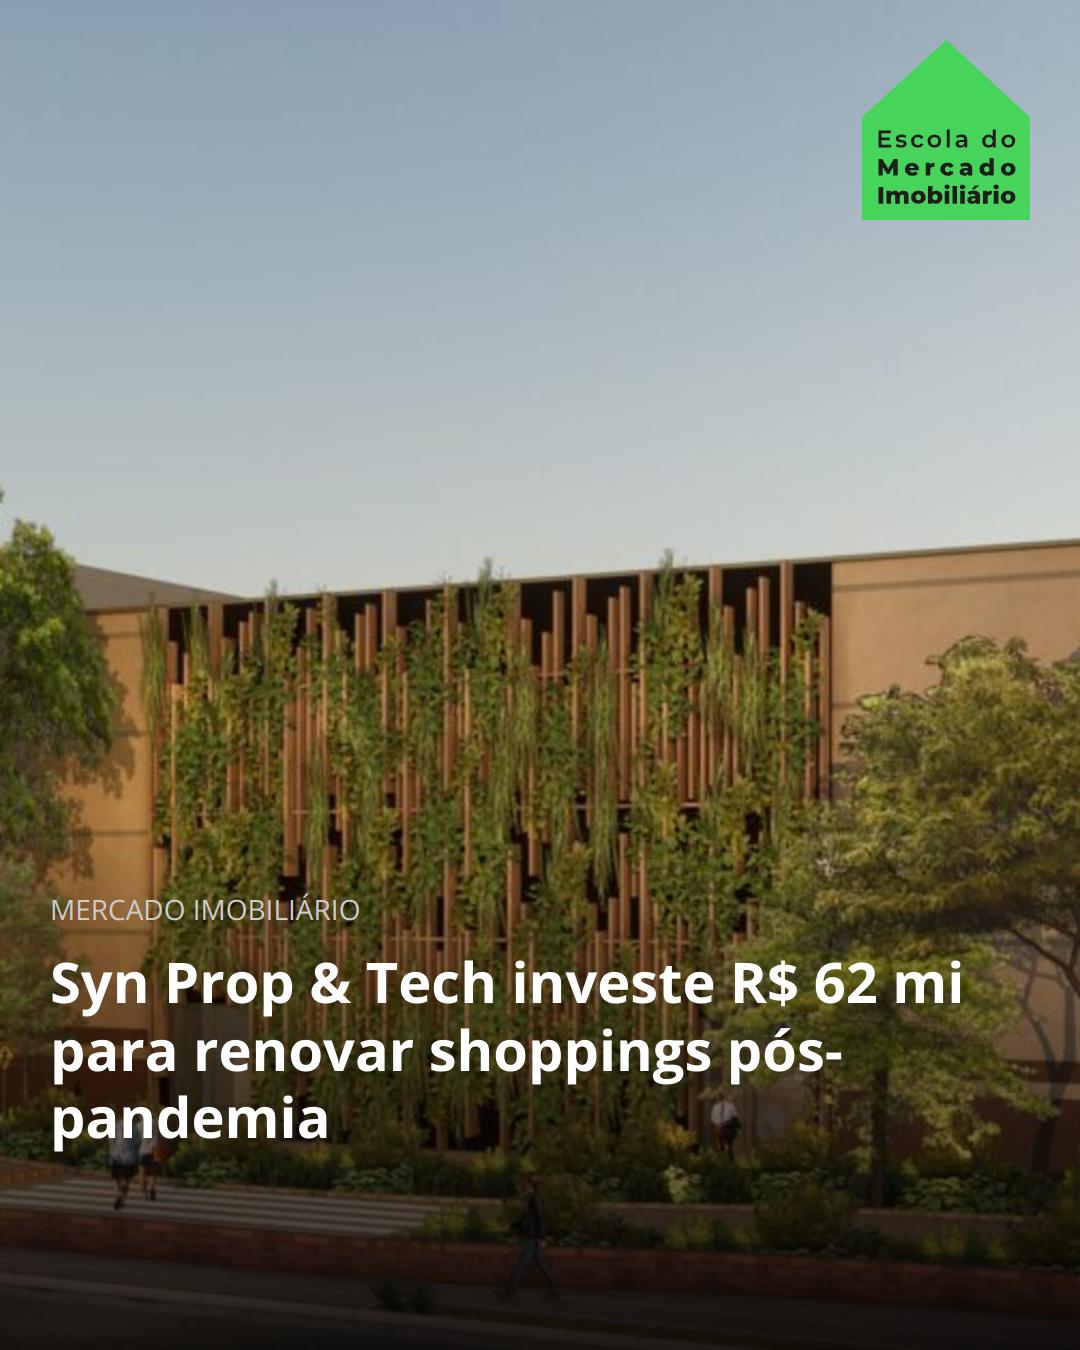 Escola do
Mercado
Imobiliário
MERCADO IMOBILIÁRIO
Syn Prop & Tech investe R$ 62 mi
para renovar shoppings pós-
pandemia